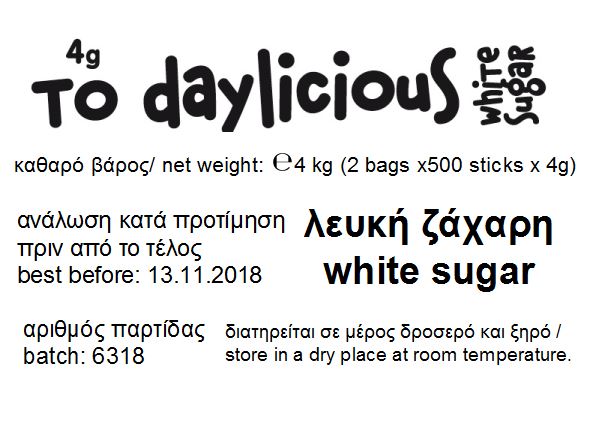 4g
το daylicious white sugar
καθαρό βάρος/ net weight: ℮4 kg (2 bags x500 sticks x 4g)
ανάλωση κατά προτίμηση
πριν από το τέλος
best before: 13.11.2018
λευκή ζάχαρη
white sugar
αριθμός παρτίδας
batch: 6318
διατηρείται σε μέρος δροσερό και ξηρό /
store in a dry place at room temperature.